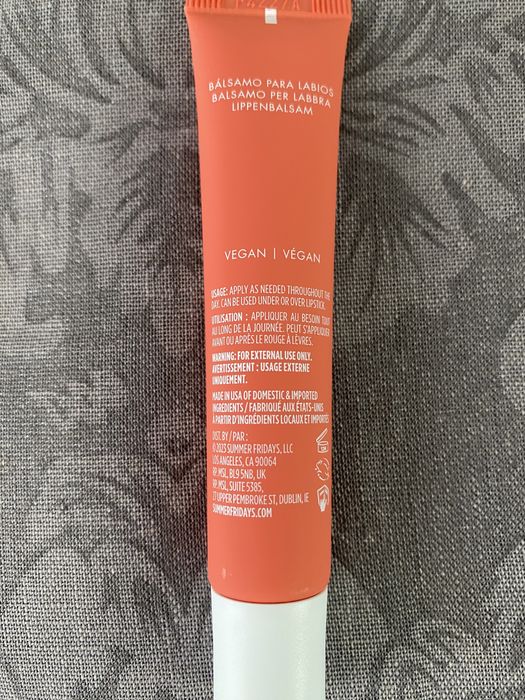 BÁLSAMO PARA LABIOS
BALSAMO PER LABBRA
LIPPENBALSAM
VEGAN | VÉGAN
USAGE: APPLY AS NEEDED THROUGHOUT THE
DAY. CAN BE USED UNDER OR OVER LIPSTICK.
UTILISATION : APPLIQUER AU BESOIN TOUT
AU LONG DE LA JOURNÉE. PEUT S'APPLIQUER
AVANT OU APRÈS LE ROUGE À LÈVRES.
WARNING: FOR EXTERNAL USE ONLY.
AVERTISSEMENT : USAGE EXTERNE
UNIQUEMENT.
MADE IN USA OF DOMESTIC & IMPORTED
INGREDIENTS / FABRIQUÉ AUX ÉTATS-UNIS
À PARTIR D'INGRÉDIENTS LOCAUX ET IMPORTÉS
DIST. BY / PAR :
© 2023 SUMMER FRIDAYS, LLC
LOS ANGELES, CA 90064
RP. MSL, BL9 5NB, UK
RP. MSL, SUITE 5385,
27 UPPER PEMBROKE ST, DUBLIN, IE
SUMMERFRIDAYS.COM